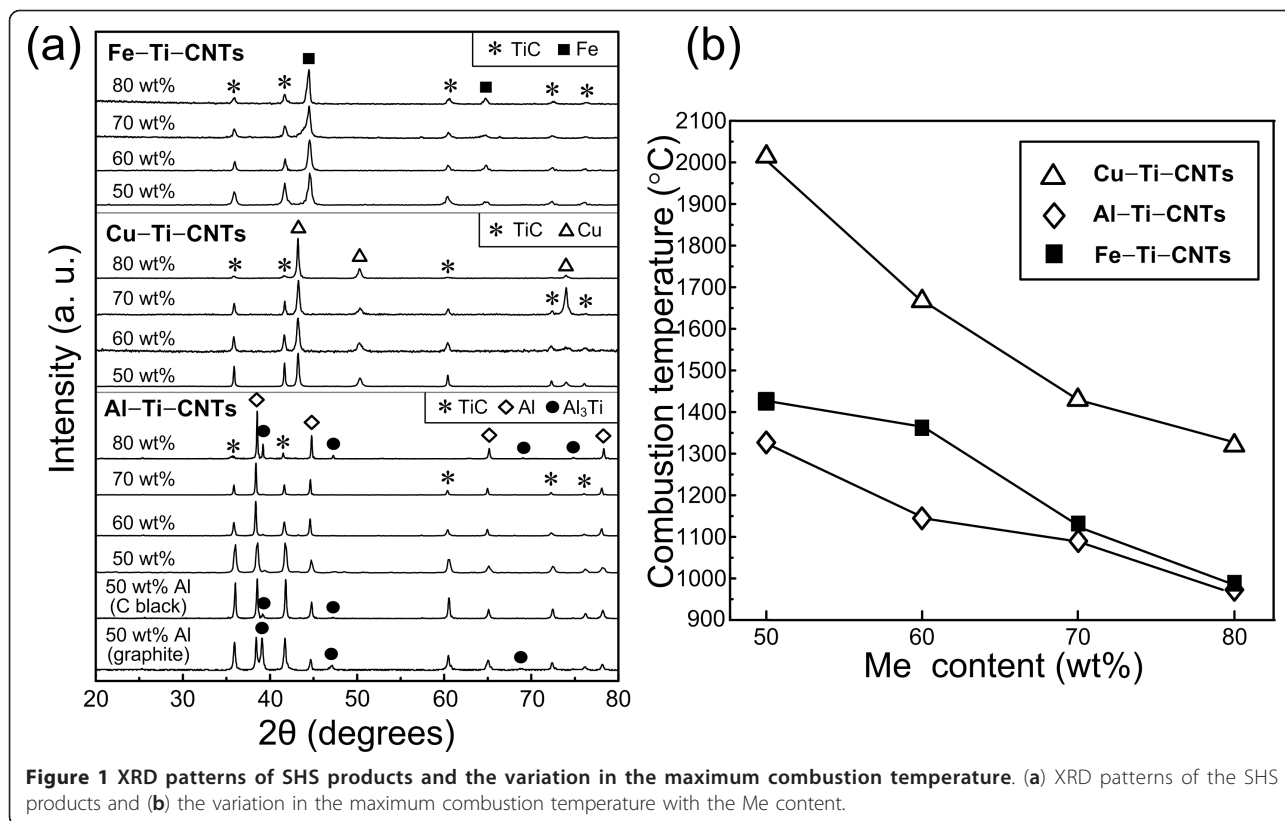 (a)
Fe–Ti–CNTs
* TiC ■ Fe
80 wt%
70 wt%
60 wt%
50 wt%
Cu–Ti–CNTs
* TiC △ Cu
80 wt%
70 wt%
60 wt%
50 wt%
Al–Ti–CNTs
* TiC ◇ Al ● Al₃Ti
80 wt%
70 wt%
60 wt%
50 wt%
50 wt% Al
(C black)
50 wt% Al
(graphite)
20 30 40 50 60 70 80
2θ (degrees)
Intensity (a. u.)
(b)
Combustion temperature (°C)
2100
2000
1900
1800
1700
1600
1500
1400
1300
1200
1100
1000
900
△ Cu–Ti–CNTs
◇ Al–Ti–CNTs
■ Fe–Ti–CNTs
50 60 70 80
Me content (wt%)
Figure 1 XRD patterns of SHS products and the variation in the maximum combustion temperature. (a) XRD patterns of the SHS
products and (b) the variation in the maximum combustion temperature with the Me content.